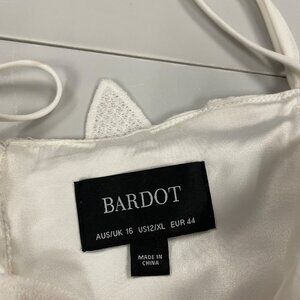 BARDOT
AUS/UK 16 US12/XL EUR 44
MADE IN
CHINA